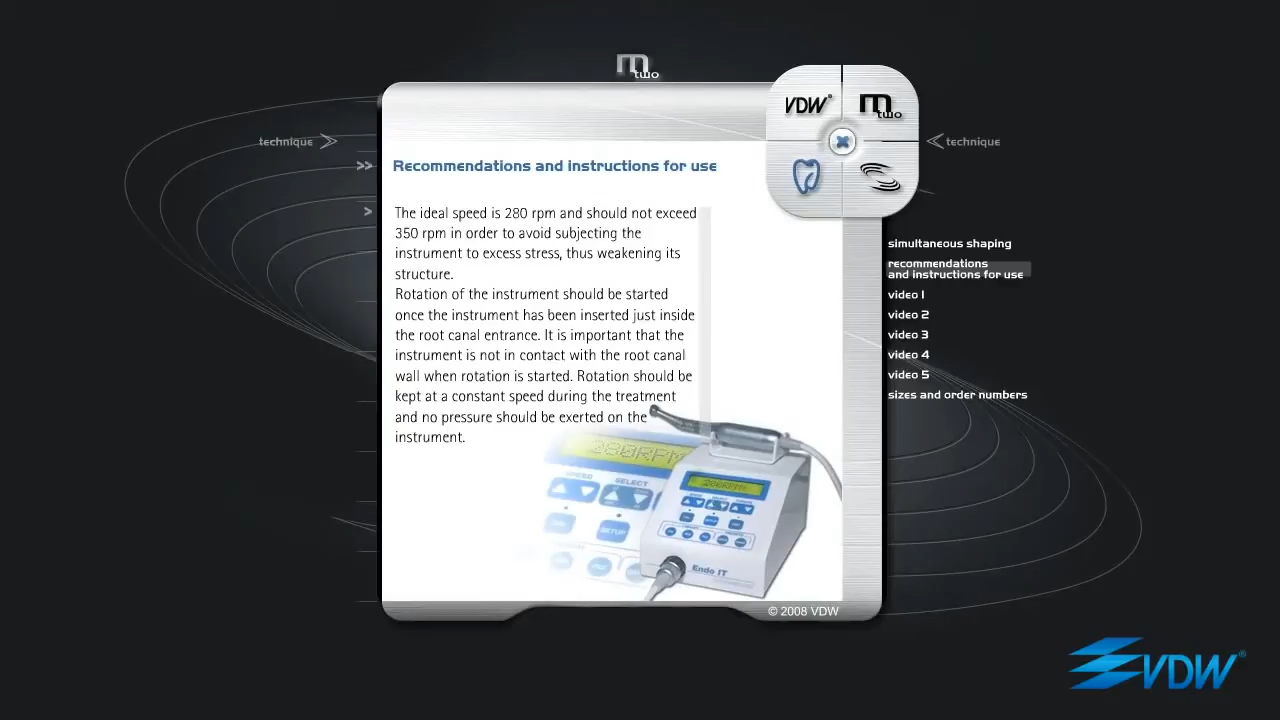 m
two
VDW®
m
two
technique
technique
Recommendations and instructions for use
The ideal speed is 280 rpm and should not exceed
350 rpm in order to avoid subjecting the
instrument to excess stress, thus weakening its
structure.
Rotation of the instrument should be started
once the instrument has been inserted just inside
the root canal entrance. It is important that the
instrument is not in contact with the root canal
wall when rotation is started. Rotation should be
kept at a constant speed during the treatment
and no pressure should be exerted on the
instrument.
simultaneous shaping
recommendations
and instructions for use
video 1
video 2
video 3
video 4
video 5
sizes and order numbers
280RPM
SPEED
SELECT
SETUP
Endo IT
© 2008 VDW
VDW®